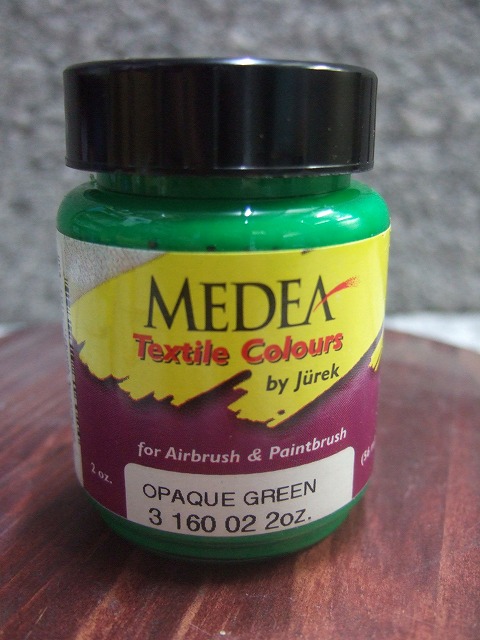 MEDEA
Textile Colours
by Jürek
for Airbrush & Paintbrush
2 oz.
OPAQUE GREEN
3 160 02 2oz.